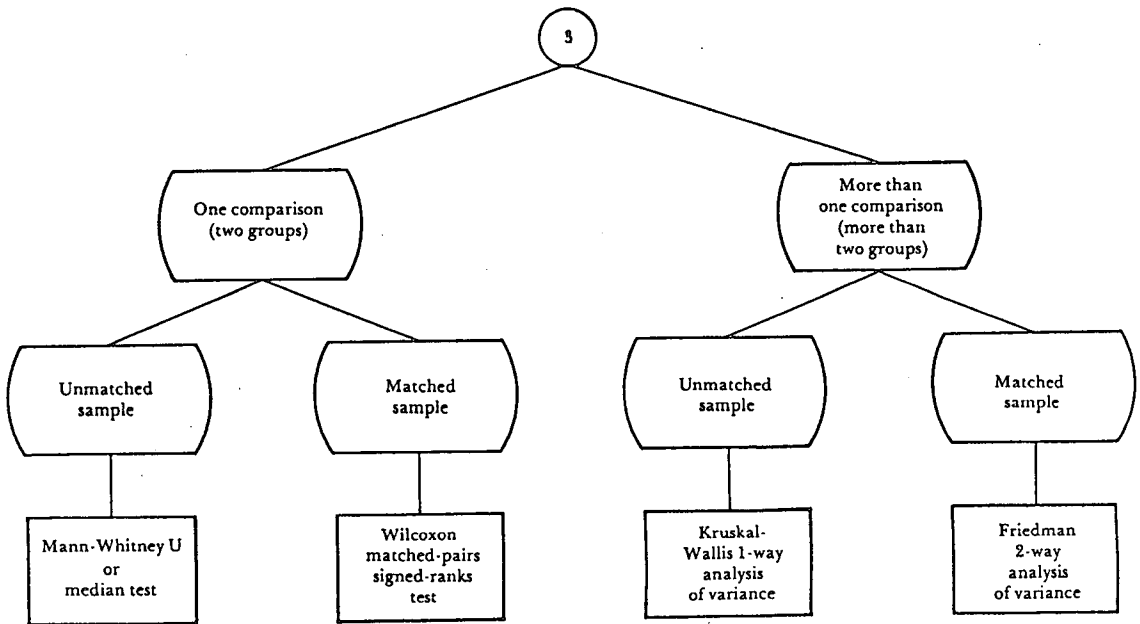 3
One comparison
(two groups)
More than
one comparison
(more than
two groups)
Unmatched
sample
Matched
sample
Unmatched
sample
Matched
sample
Mann-Whitney U
or
median test
Wilcoxon
matched-pairs
signed-ranks
test
Kruskal-
Wallis 1-way
analysis
of variance
Friedman
2-way
analysis
of variance